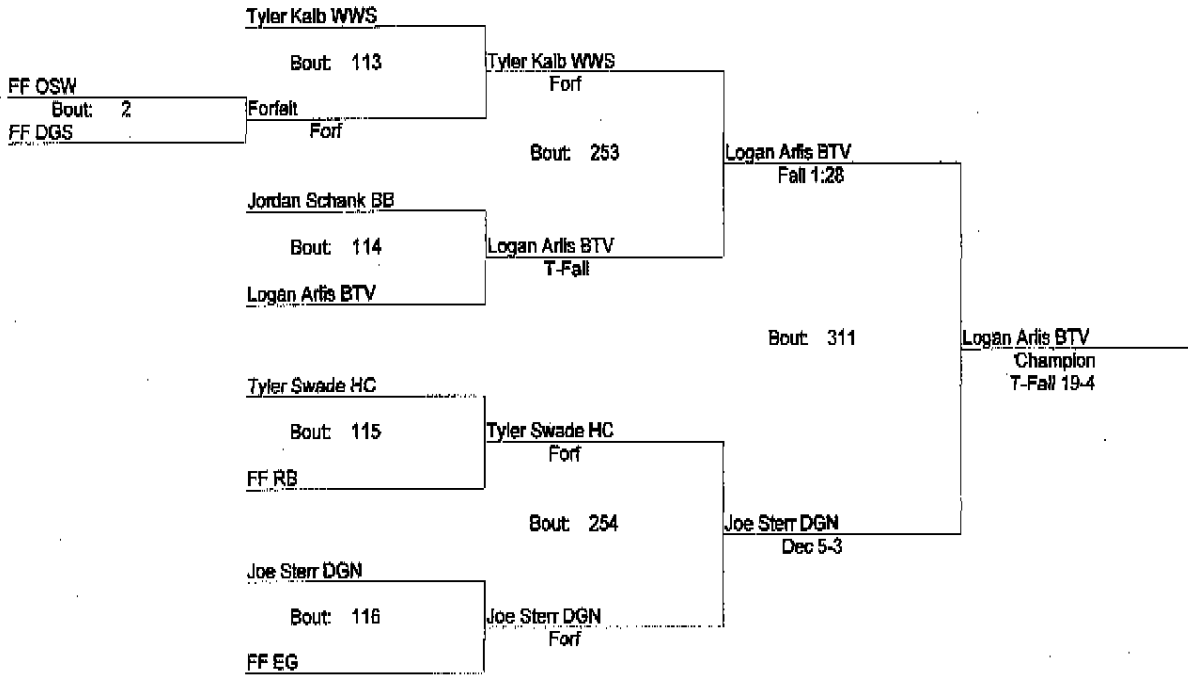 Tyler Kalb WWS
Bout: 113
Tyler Kalb WWS
Forf
FF OSW
Bout: 2
FF DGS
Forfeit
Forf
Bout: 253
Logan Arlis BTV
Fall 1:28
Jordan Schank BB
Bout: 114
Logan Arlis BTV
T-Fall
Logan Arlis BTV
Bout: 311
Logan Arlis BTV
Champion
T-Fall 19-4
Tyler Swade HC
Bout: 115
Tyler Swade HC
Forf
FF RB
Bout: 254
Joe Sterr DGN
Dec 5-3
Joe Sterr DGN
Bout: 116
Joe Sterr DGN
Forf
FF EG